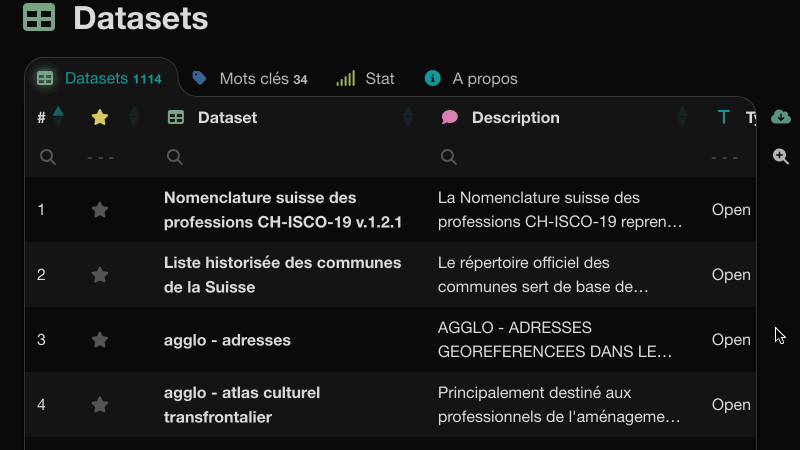 Datasets
Datasets 1114 Mots clés 34 Stat A propos
# Dataset Description
- - - - - -
1 Nomenclature suisse des professions CH-ISCO-19 v.1.2.1 La Nomenclature suisse des professions CH-ISCO-19 repren… Open
2 Liste historisée des communes de la Suisse Le répertoire officiel des communes sert de base de… Open
3 agglo - adresses AGGLO - ADRESSES GEOREFERENCEES DANS LE… Open
4 agglo - atlas culturel transfrontalier Principalement destiné aux professionnels de l'aménageme… Open